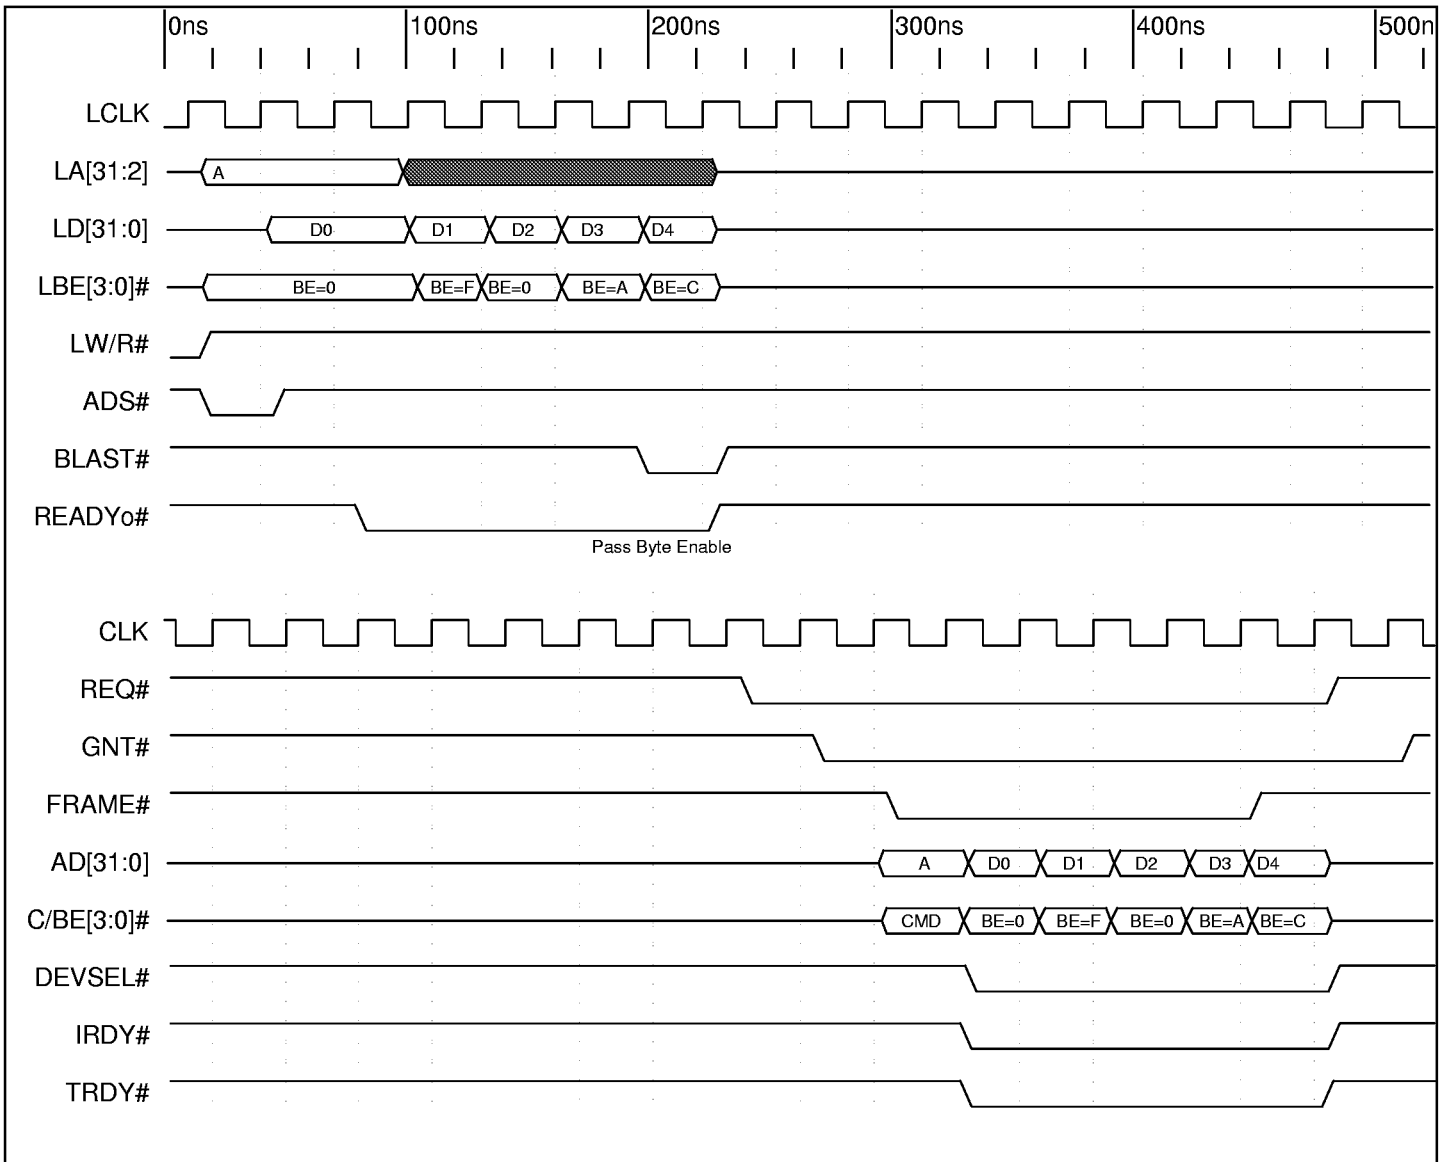 0ns 100ns 200ns 300ns 400ns 500n
LCLK
LA[31:2] A
LD[31:0] D0 D1 D2 D3 D4
LBE[3:0]# BE=0 BE=F BE=0 BE=A BE=C
LW/R#
ADS#
BLAST#
READYo#
Pass Byte Enable
CLK
REQ#
GNT#
FRAME#
AD[31:0] A D0 D1 D2 D3 D4
C/BE[3:0]# CMD BE=0 BE=F BE=0 BE=A BE=C
DEVSEL#
IRDY#
TRDY#